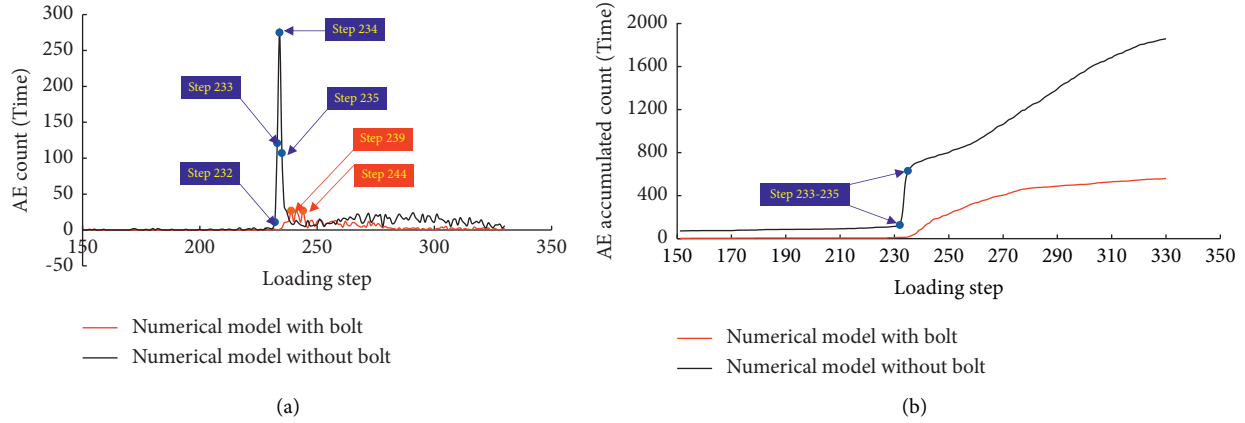 300
250
200
150
100
50
0
-50
AE count (Time)
Step 234
Step 233
Step 235
Step 239
Step 232
Step 244
150 200 250 300 350
Loading step
Numerical model with bolt
Numerical model without bolt
(a)
2000
1600
1200
800
400
0
AE accumulated count (Time)
Step 233-235
150 170 190 210 230 250 270 290 310 330 350
Loading step
Numerical model with bolt
Numerical model without bolt
(b)